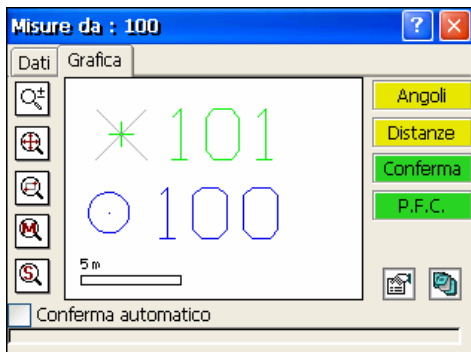 Misure da : 100
?
Dati Grafica
101
100
5 m
Angoli
Distanze
Conferma
P.F.C.
M
S
Conferma automatico